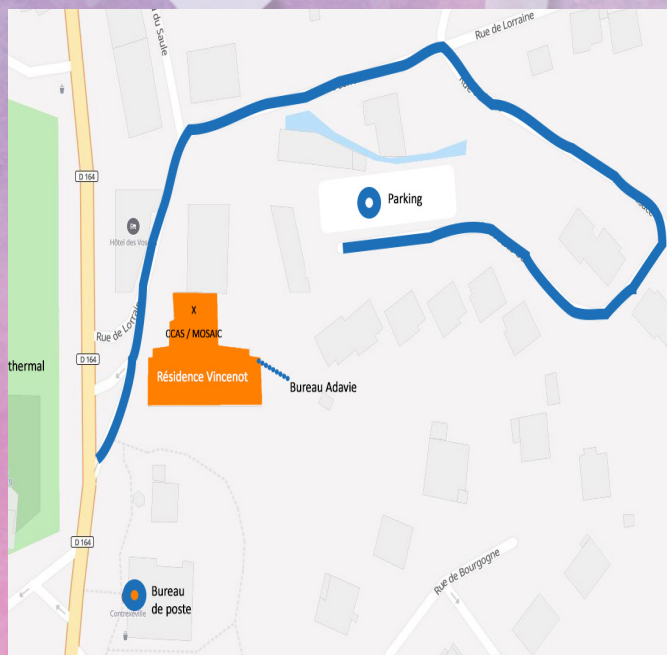 du Saule
Rue de Lorraine
D 164
Parking
Hôtel des Vos
X
CCAS / MOSAIC
Rue de Lorraine
D 164
thermal
Résidence Vincenot
Bureau Adavie
D 164
Bureau
de poste
Contrexéville
Rue de Bourgogne